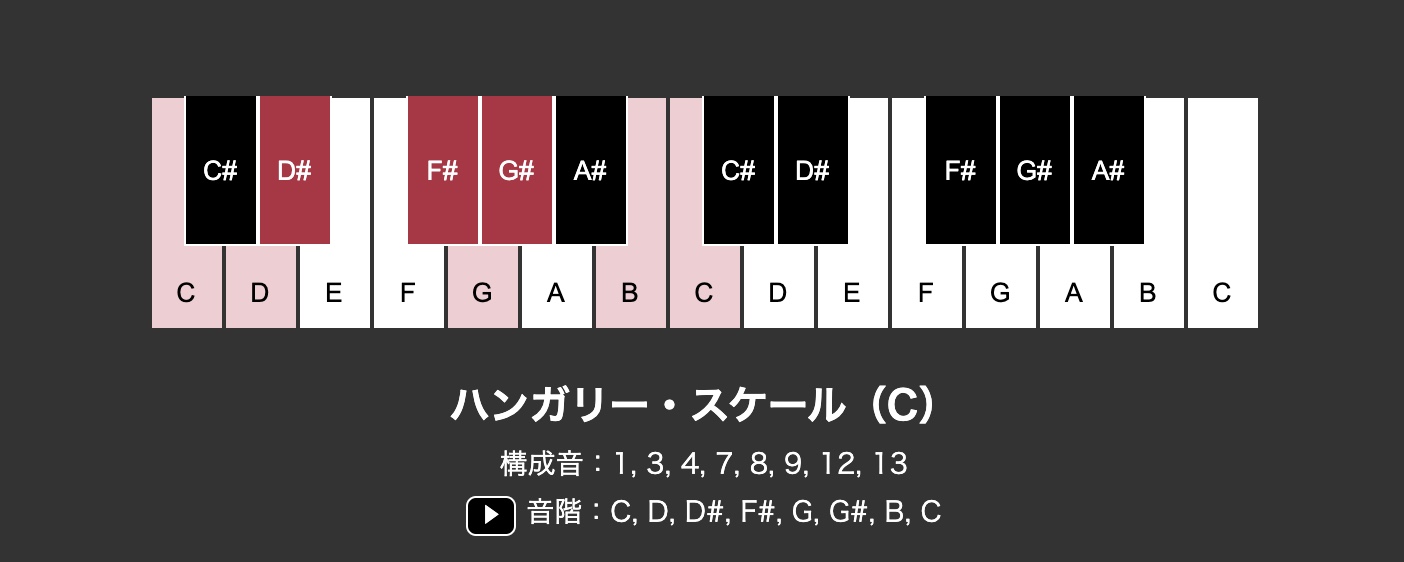 C# D# F# G# A# C# D# F# G# A#
C D E F G A B C D E F G A B C
ハンガリー・スケール（C）
構成音：1, 3, 4, 7, 8, 9, 12, 13
音階：C, D, D#, F#, G, G#, B, C